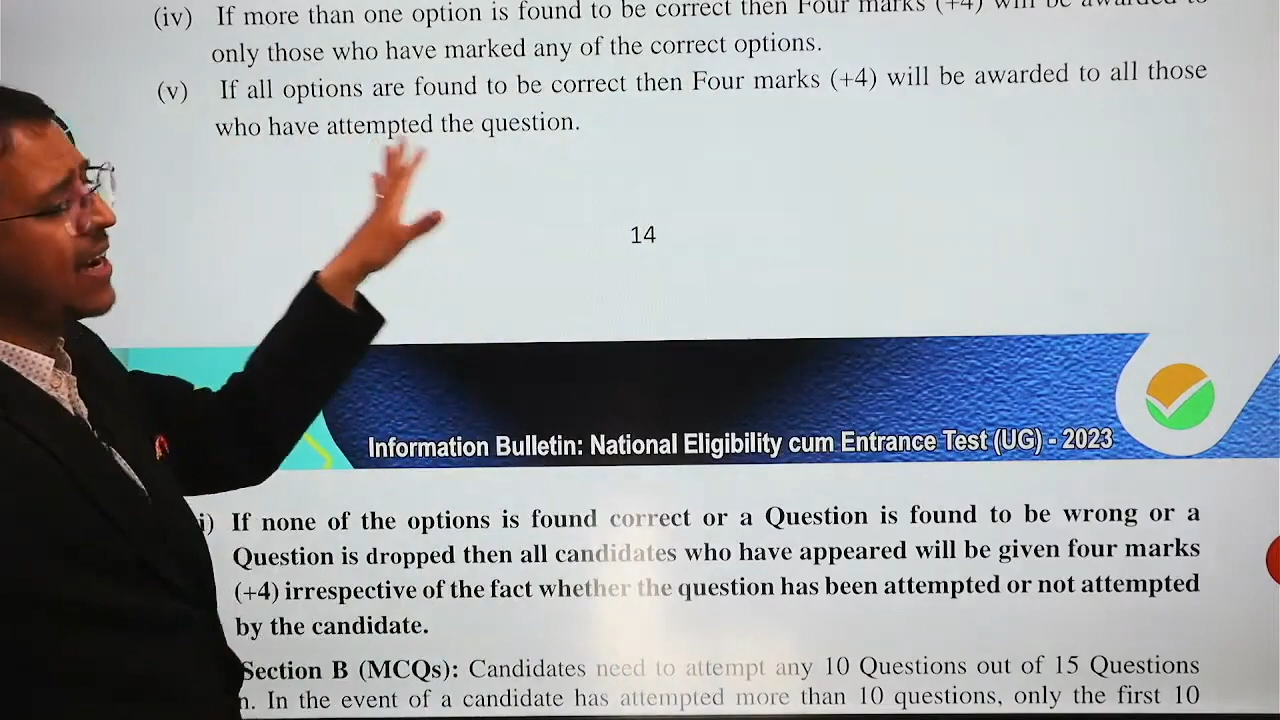 (iv) If more than one option is found to be correct then Four marks (+4) will be awarded to
only those who have marked any of the correct options.
(v) If all options are found to be correct then Four marks (+4) will be awarded to all those
who have attempted the question.
14
Information Bulletin: National Eligibility cum Entrance Test (UG) - 2023
i) If none of the options is found correct or a Question is found to be wrong or a
Question is dropped then all candidates who have appeared will be given four marks
(+4) irrespective of the fact whether the question has been attempted or not attempted
by the candidate.
Section B (MCQs): Candidates need to attempt any 10 Questions out of 15 Questions
n. In the event of a candidate has attempted more than 10 questions, only the first 10